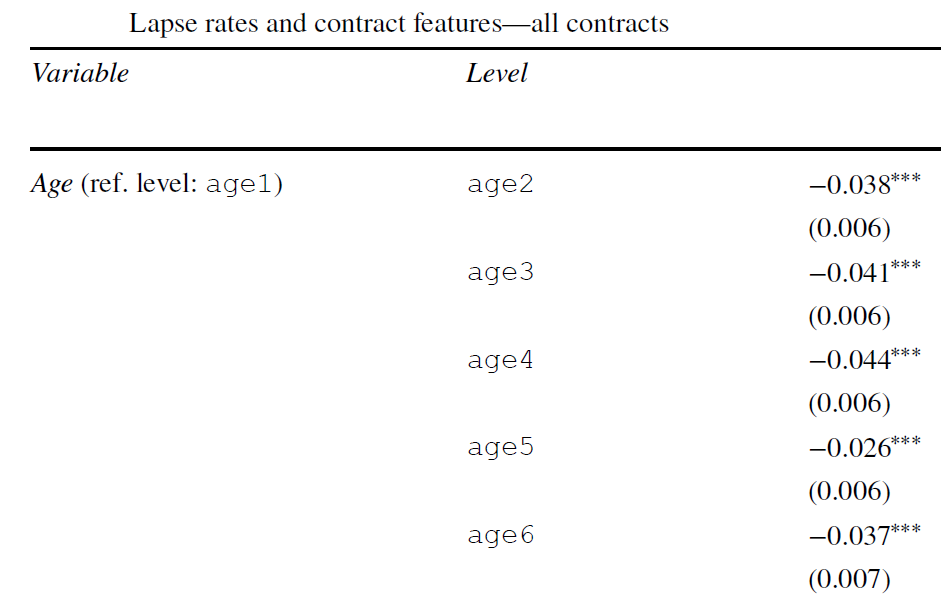 Lapse rates and contract features—all contracts
Variable Level
Age (ref. level: age1) age2 −0.038***
(0.006)
age3 −0.041***
(0.006)
age4 −0.044***
(0.006)
age5 −0.026***
(0.006)
age6 −0.037***
(0.007)